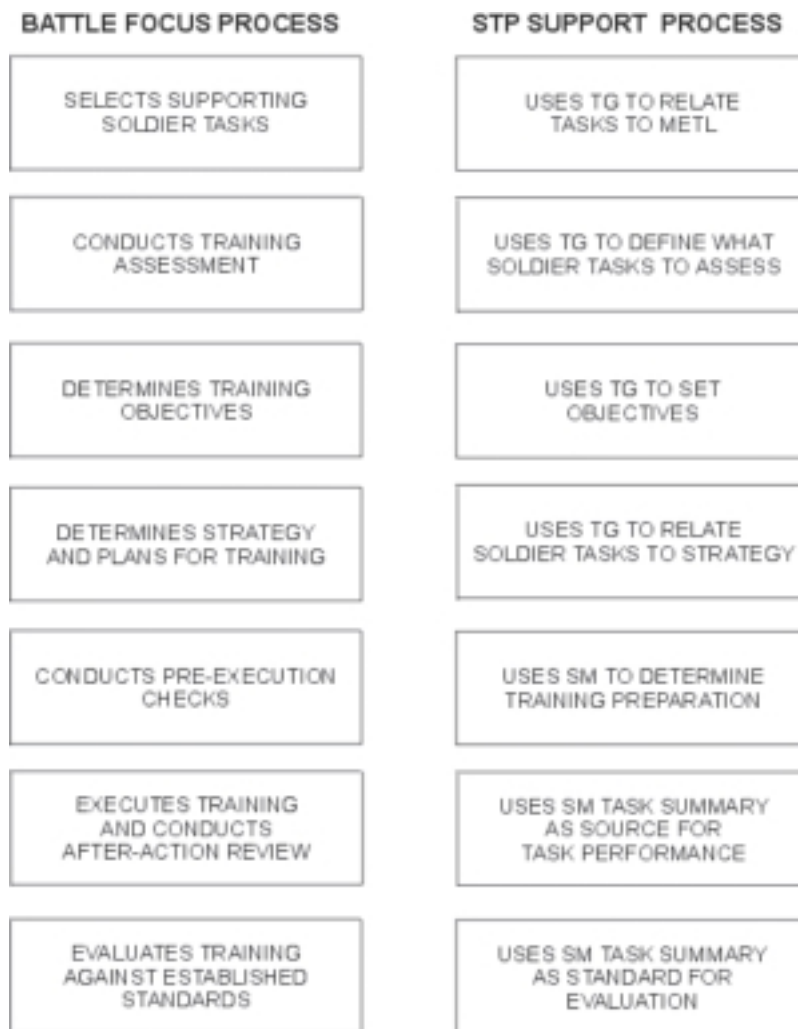 BATTLE FOCUS PROCESS
STP SUPPORT PROCESS
SELECTS SUPPORTING
SOLDIER TASKS
USES TG TO RELATE
TASKS TO METL
CONDUCTS TRAINING
ASSESSMENT
USES TG TO DEFINE WHAT
SOLDIER TASKS TO ASSESS
DETERMINES TRAINING
OBJECTIVES
USES TG TO SET
OBJECTIVES
DETERMINES STRATEGY
AND PLANS FOR TRAINING
USES TG TO RELATE
SOLDIER TASKS TO STRATEGY
CONDUCTS PRE-EXECUTION
CHECKS
USES SM TO DETERMINE
TRAINING PREPARATION
EXECUTES TRAINING
AND CONDUCTS
AFTER-ACTION REVIEW
USES SM TASK SUMMARY
AS SOURCE FOR
TASK PERFORMANCE
EVALUATES TRAINING
AGAINST ESTABLISHED
STANDARDS
USES SM TASK SUMMARY
AS STANDARD FOR
EVALUATION